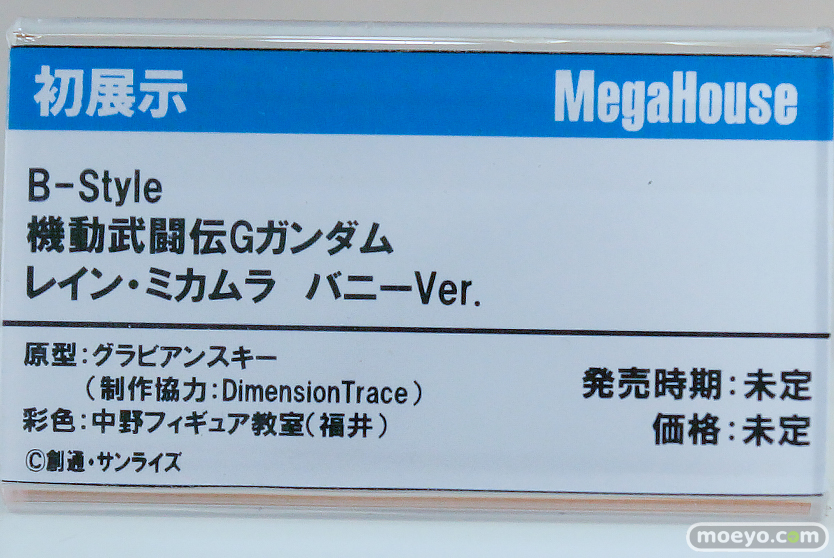 初展示
MegaHouse
B-Style
機動武闘伝Gガンダム
レイン・ミカムラ バニーVer.
原型:グラビアンスキー
(制作協力:DimensionTrace)
彩色:中野フィギュア教室(福井)
©創通・サンライズ
発売時期:未定
価格:未定
moeyo.com